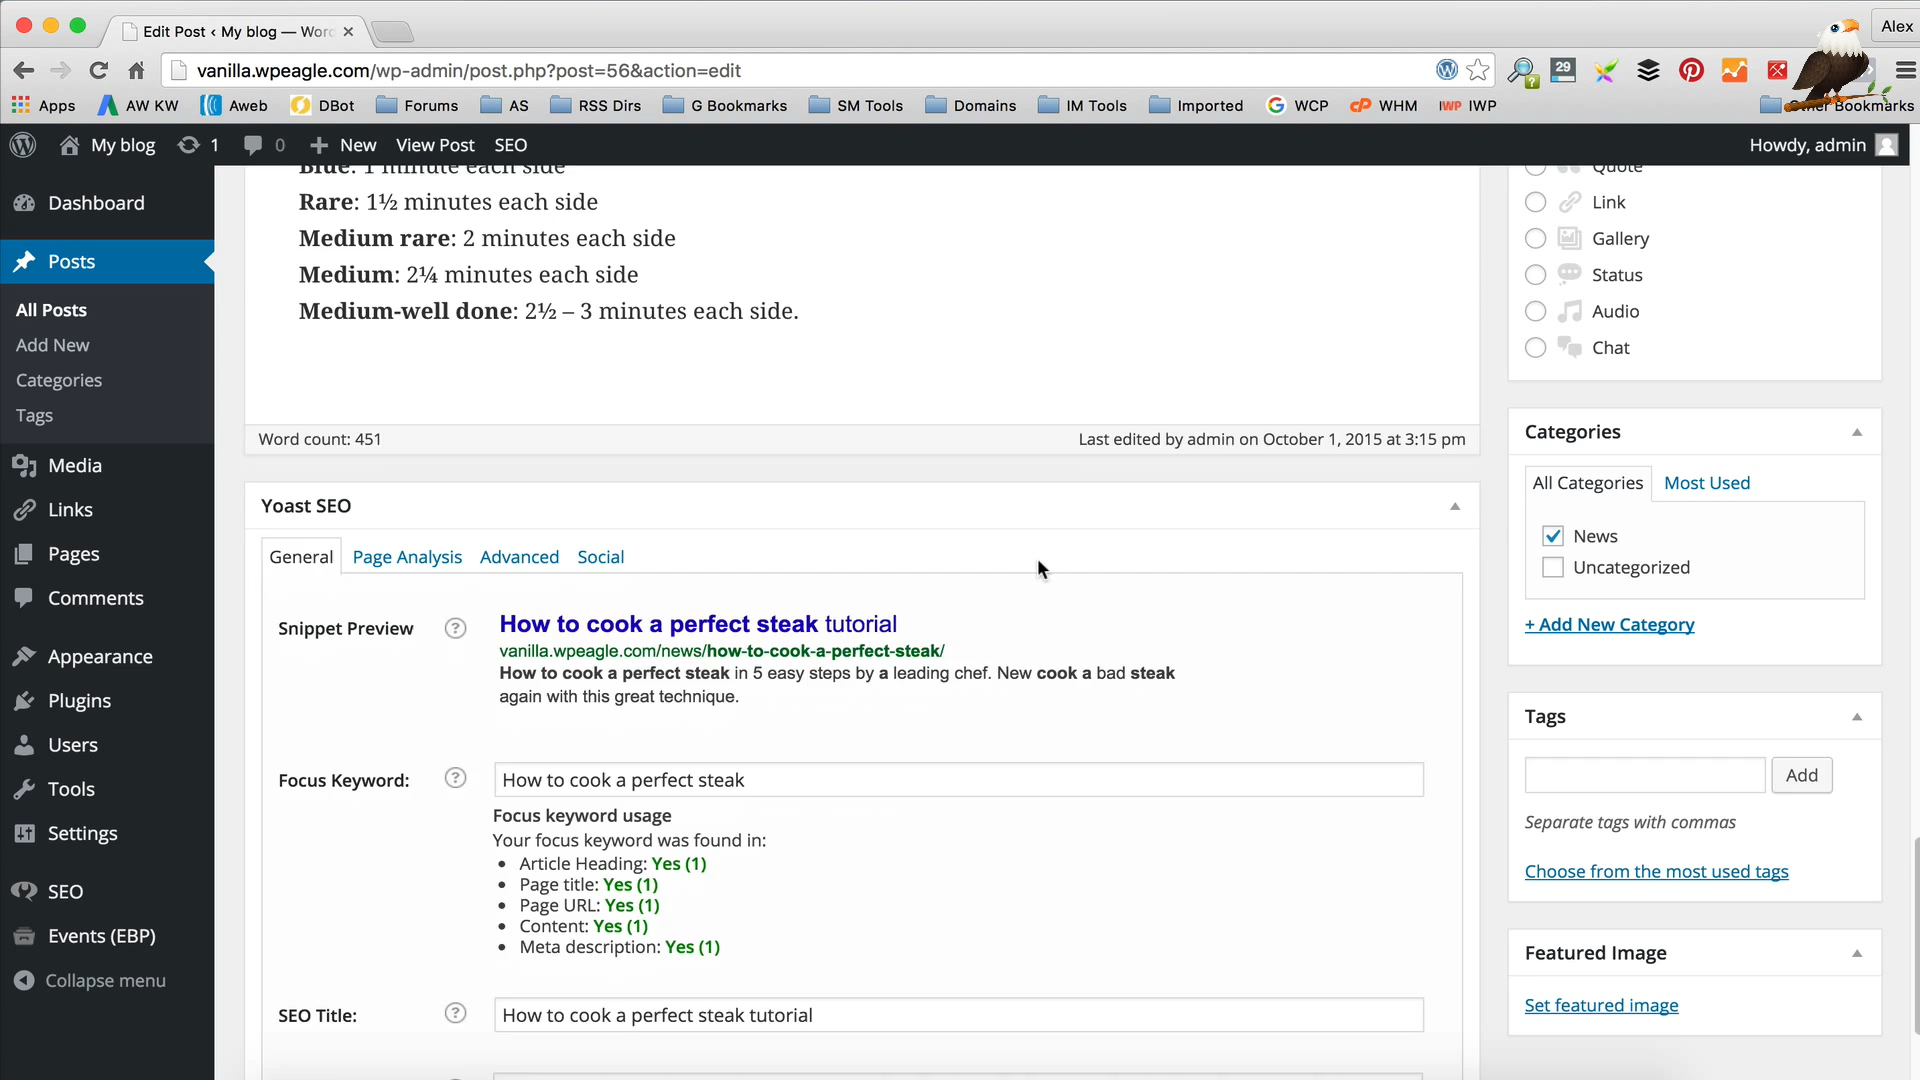 Edit Post ‹ My blog — Wor
Alex
vanilla.wpeagle.com/wp-admin/post.php?post=56&action=edit
29
?
Apps AW KW Aweb DBot Forums AS RSS Dirs G Bookmarks SM Tools Domains IM Tools Imported WCP WHM IWP Other Bookmarks
My blog 1 0 New View Post SEO Howdy, admin
Dashboard
Posts
All Posts
Add New
Categories
Tags
Media
Links
Pages
Comments
Appearance
Plugins
Users
Tools
Settings
SEO
Events (EBP)
Collapse menu
Blue: 1 minute each side
Rare: 1½ minutes each side
Medium rare: 2 minutes each side
Medium: 2¼ minutes each side
Medium-well done: 2½ – 3 minutes each side.
Word count: 451 Last edited by admin on October 1, 2015 at 3:15 pm
Yoast SEO
General Page Analysis Advanced Social
Snippet Preview ? How to cook a perfect steak tutorial
vanilla.wpeagle.com/news/how-to-cook-a-perfect-steak/
How to cook a perfect steak in 5 easy steps by a leading chef. New cook a bad steak
again with this great technique.
Focus Keyword: ? How to cook a perfect steak
Focus keyword usage
Your focus keyword was found in:
• Article Heading: Yes (1)
• Page title: Yes (1)
• Page URL: Yes (1)
• Content: Yes (1)
• Meta description: Yes (1)
SEO Title: ? How to cook a perfect steak tutorial
Quote
Link
Gallery
Status
Audio
Chat
Categories
All Categories Most Used
News
Uncategorized
+ Add New Category
Tags
Add
Separate tags with commas
Choose from the most used tags
Featured Image
Set featured image